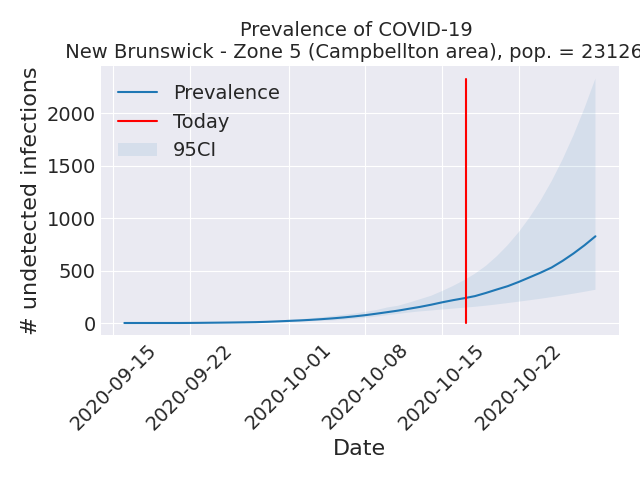 Prevalence of COVID-19
New Brunswick - Zone 5 (Campbellton area), pop. = 23126
# undetected infections
2000
1500
1000
500
0
Prevalence
Today
95CI
2020-09-15
2020-09-22
2020-10-01
2020-10-08
2020-10-15
2020-10-22
Date